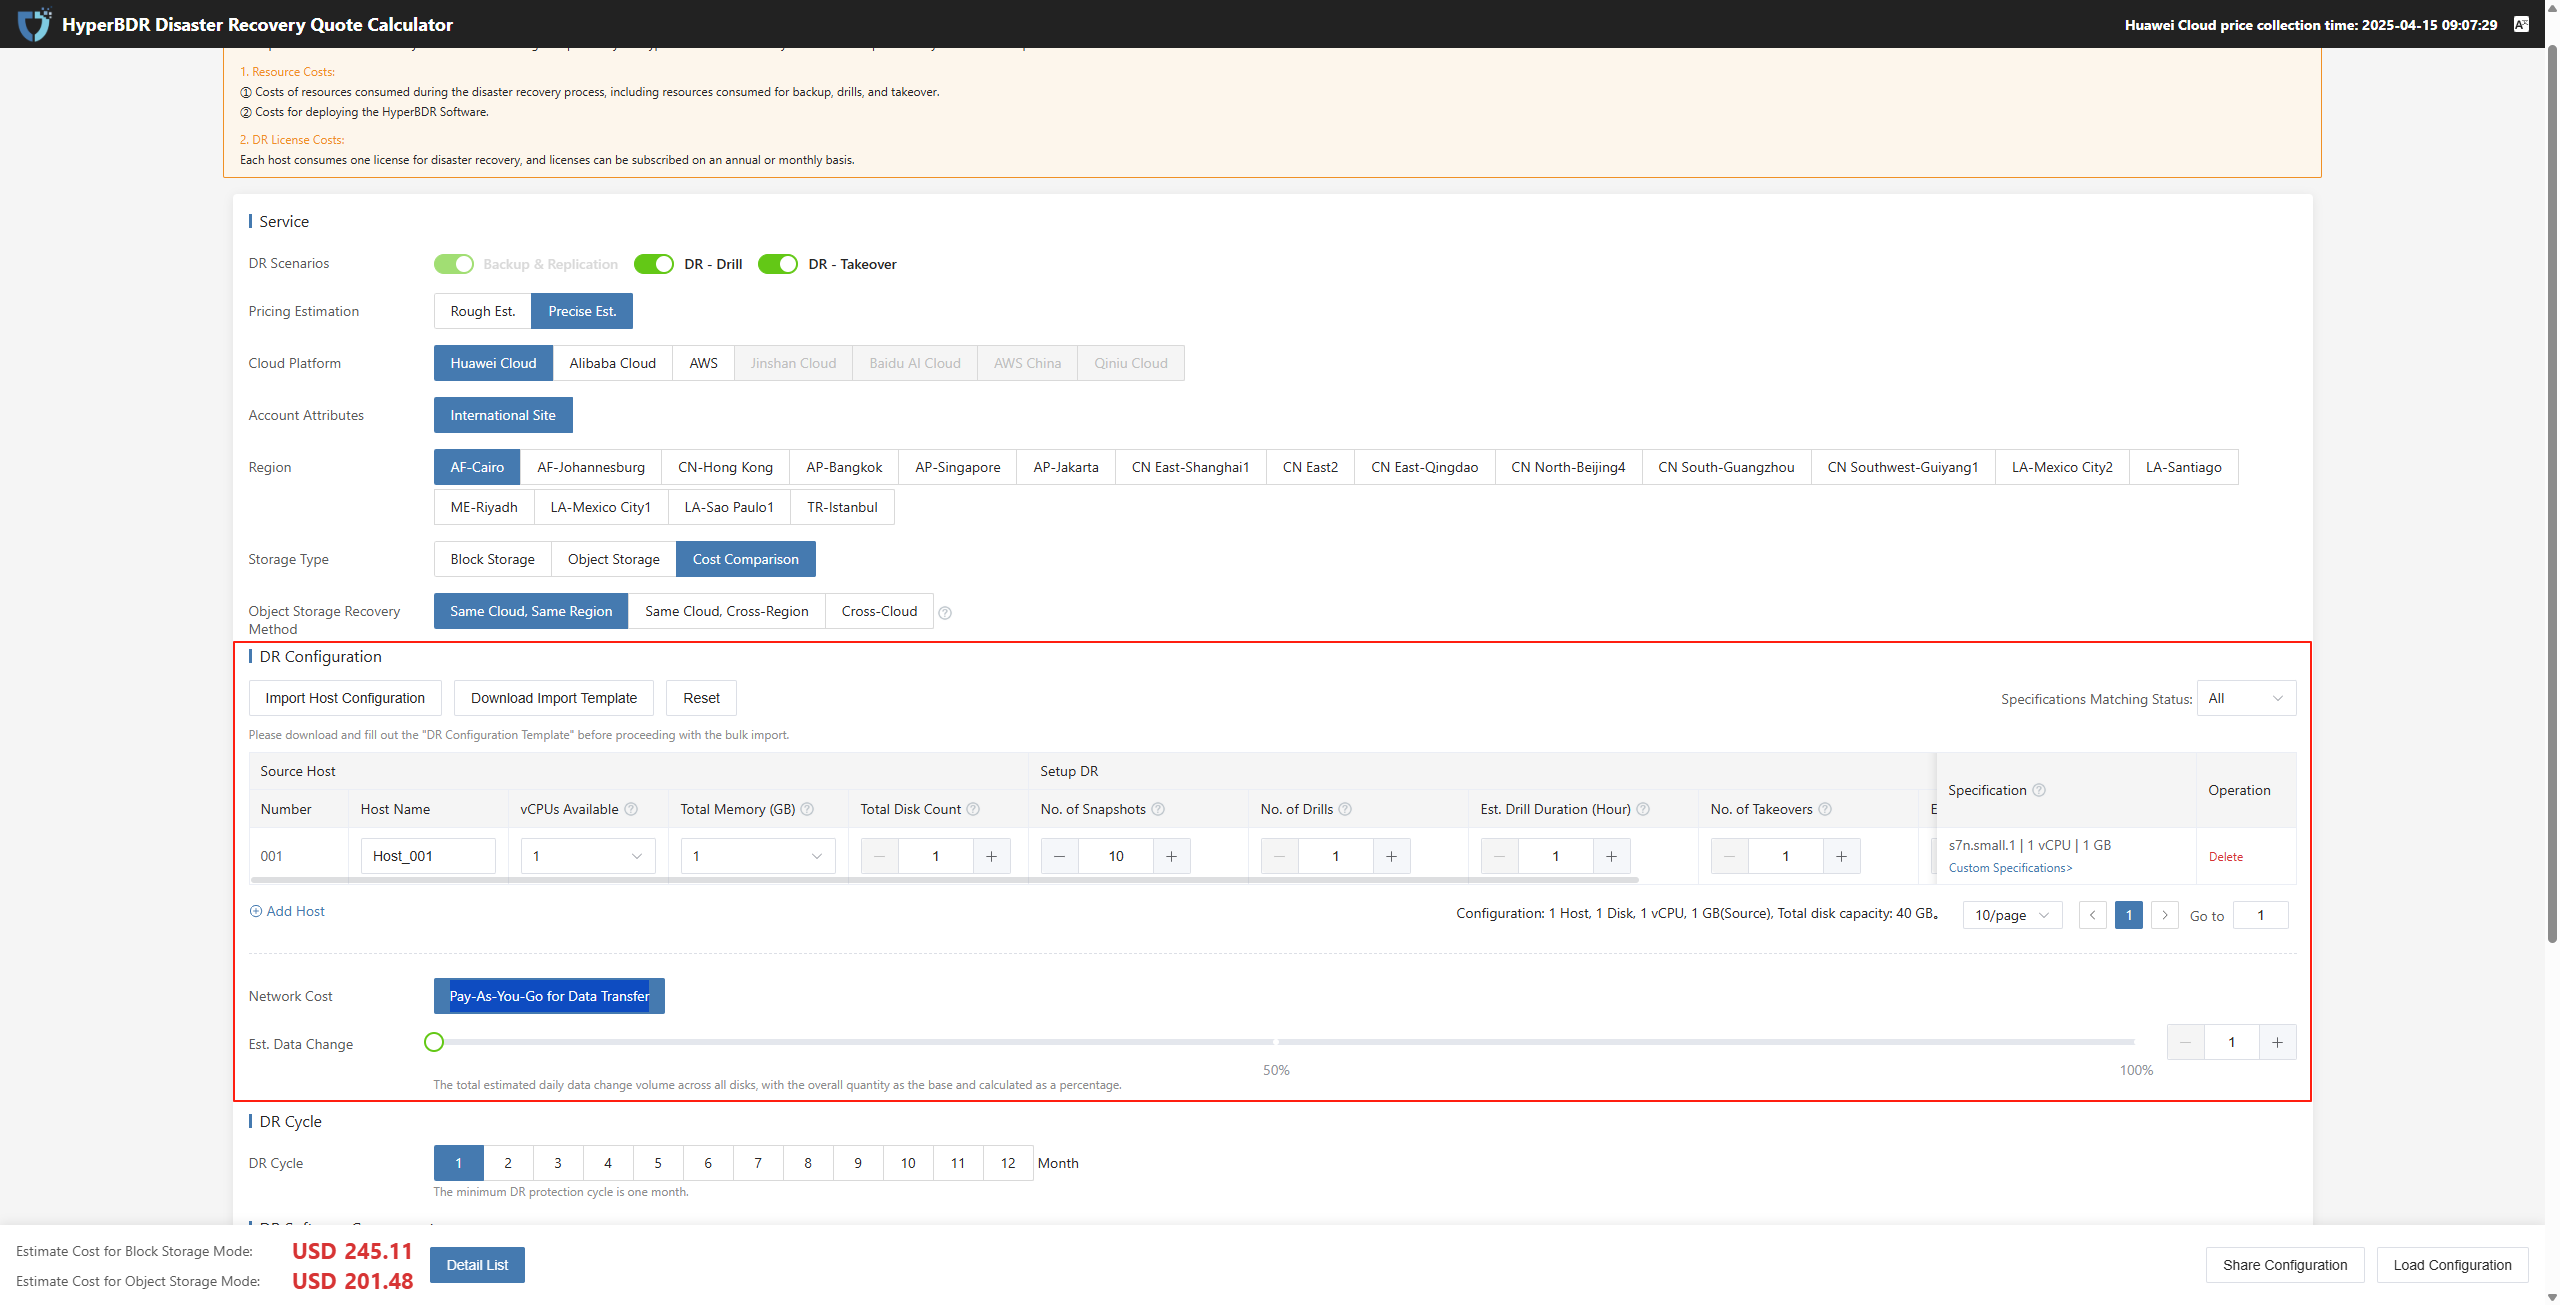 HyperBDR Disaster Recovery Quote Calculator
Huawei Cloud price collection time: 2025-04-15 09:07:29
1. Resource Costs:
① Costs of resources consumed during the disaster recovery process, including resources consumed for backup, drills, and takeover.
② Costs for deploying the HyperBDR Software.
2. DR License Costs:
Each host consumes one license for disaster recovery, and licenses can be subscribed on an annual or monthly basis.
Service
DR Scenarios Backup & Replication DR - Drill DR - Takeover
Pricing Estimation Rough Est. Precise Est.
Cloud Platform Huawei Cloud Alibaba Cloud AWS Jinshan Cloud Baidu AI Cloud AWS China Qiniu Cloud
Account Attributes International Site
Region AF-Cairo AF-Johannesburg CN-Hong Kong AP-Bangkok AP-Singapore AP-Jakarta CN East-Shanghai1 CN East2 CN East-Qingdao CN North-Beijing4 CN South-Guangzhou CN Southwest-Guiyang1 LA-Mexico City2 LA-Santiago
ME-Riyadh LA-Mexico City1 LA-Sao Paulo1 TR-Istanbul
Storage Type Block Storage Object Storage Cost Comparison
Object Storage Recovery Method Same Cloud, Same Region Same Cloud, Cross-Region Cross-Cloud
DR Configuration
Import Host Configuration Download Import Template Reset Specifications Matching Status: All
Please download and fill out the "DR Configuration Template" before proceeding with the bulk import.
Source Host Setup DR Specification Operation
Number Host Name vCPUs Available Total Memory (GB) Total Disk Count No. of Snapshots No. of Drills Est. Drill Duration (Hour) No. of Takeovers E
001 Host_001 1 1 1 10 1 1 1 s7n.small.1 | 1 vCPU | 1 GB Delete
Custom Specifications>
Add Host Configuration: 1 Host, 1 Disk, 1 vCPU, 1 GB(Source), Total disk capacity: 40 GB。 10/page 1 Go to 1
Network Cost Pay-As-You-Go for Data Transfer
Est. Data Change 1
50% 100%
The total estimated daily data change volume across all disks, with the overall quantity as the base and calculated as a percentage.
DR Cycle
DR Cycle 1 2 3 4 5 6 7 8 9 10 11 12 Month
The minimum DR protection cycle is one month.
Estimate Cost for Block Storage Mode: USD 245.11
Estimate Cost for Object Storage Mode: USD 201.48
Detail List Share Configuration Load Configuration